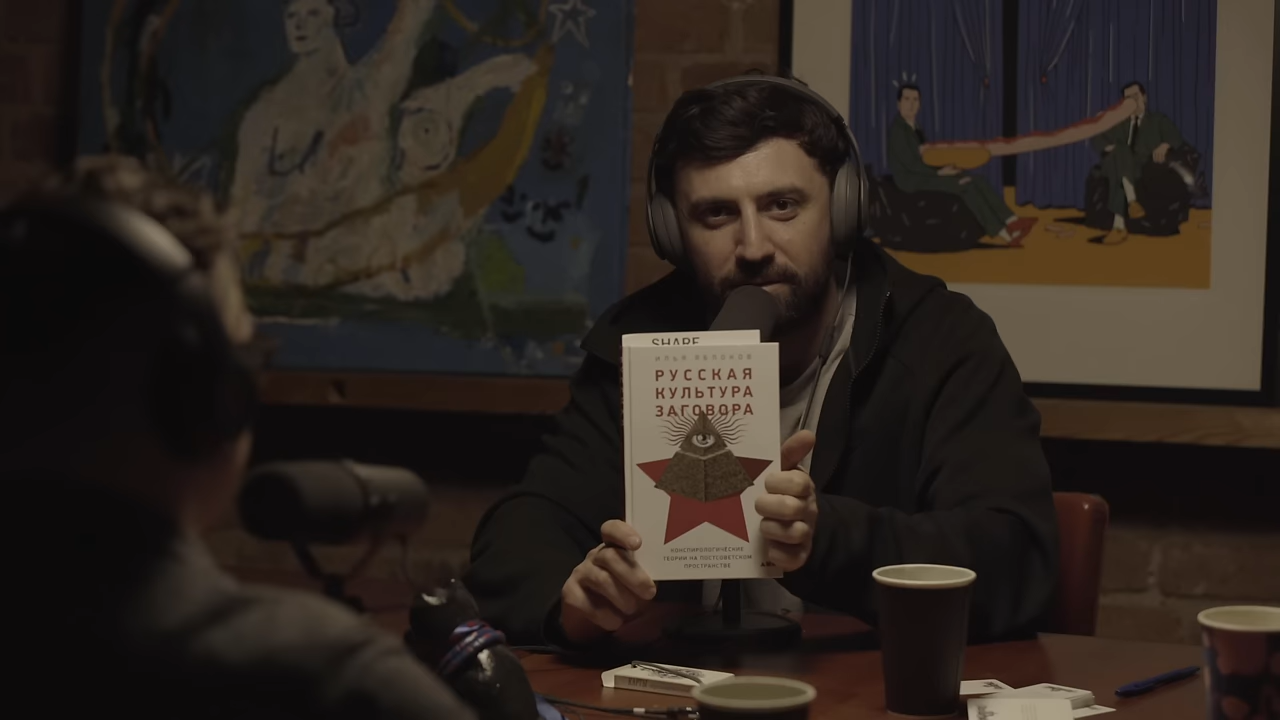 SHARE
ИЛЬЯ ЯБЛОКОВ
РУССКАЯ
КУЛЬТУРА
ЗАГОВОРА
КОНСПИРОЛОГИЧЕСКИЕ
ТЕОРИИ НА ПОСТСОВЕТСКОМ
ПРОСТРАНСТВЕ